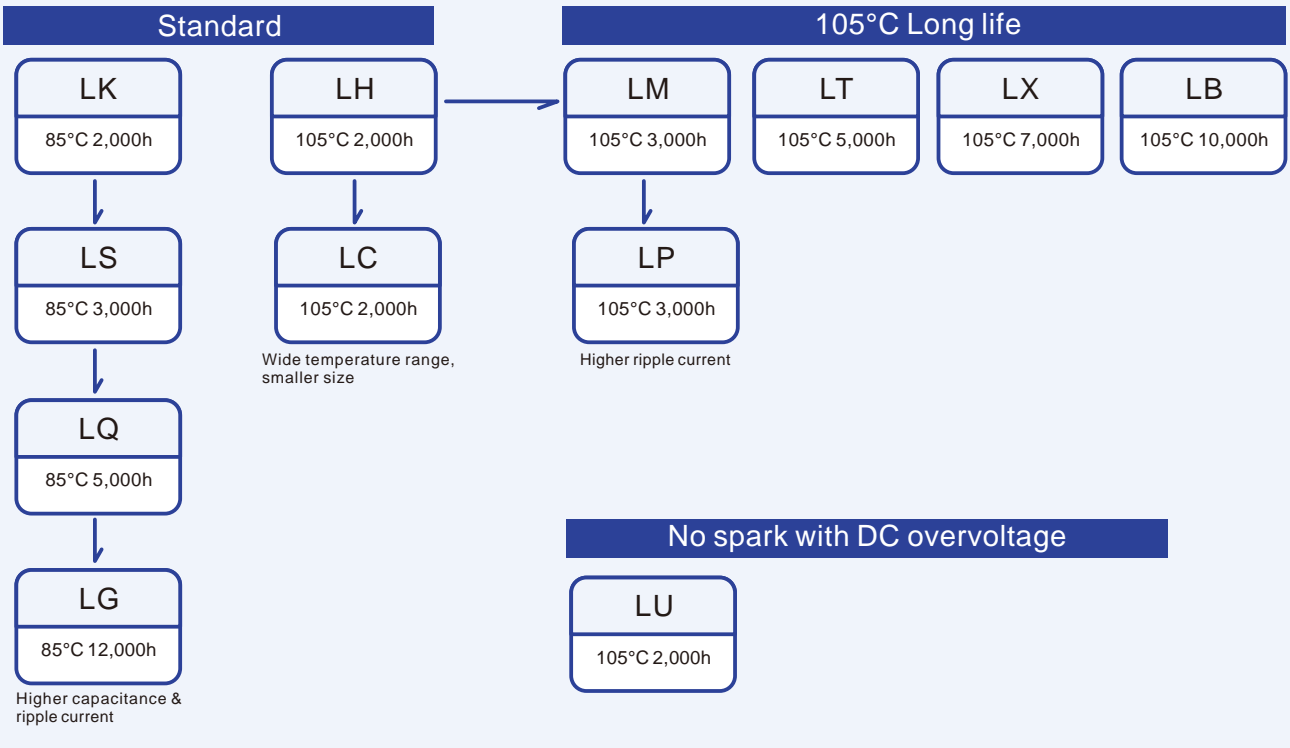 Standard
LK
85°C 2,000h
LS
85°C 3,000h
LQ
85°C 5,000h
LG
85°C 12,000h
Higher capacitance &
ripple current
LH
105°C 2,000h
LC
105°C 2,000h
Wide temperature range,
smaller size
105°C Long life
LM
105°C 3,000h
LP
105°C 3,000h
Higher ripple current
LT
105°C 5,000h
LX
105°C 7,000h
LB
105°C 10,000h
No spark with DC overvoltage
LU
105°C 2,000h